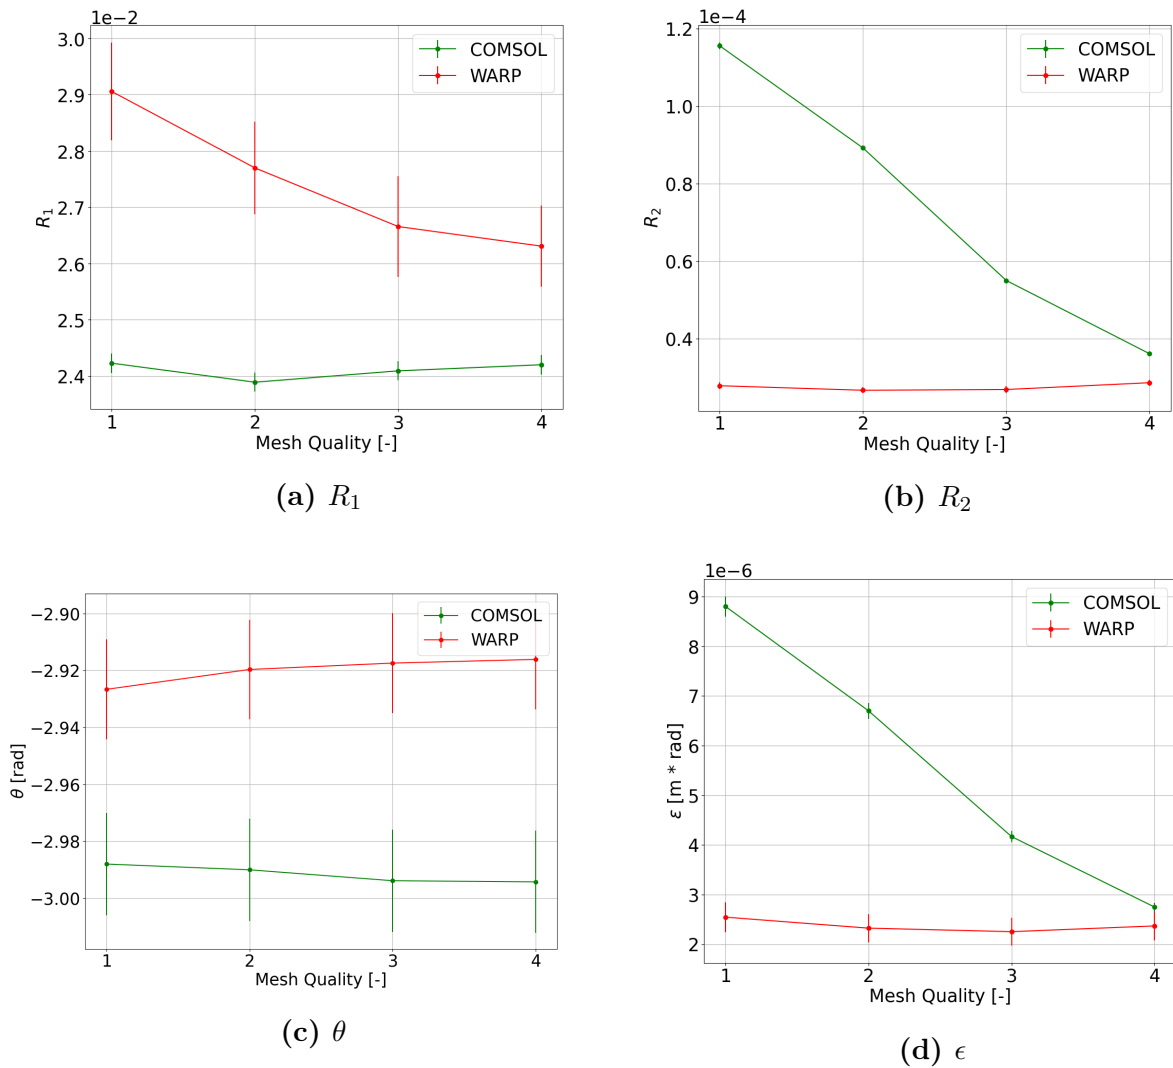 1e−2
3.0
2.9
2.8
2.7
2.6
2.5
2.4
R₁
COMSOL
WARP
1 2 3 4
Mesh Quality [-]
(a) R₁
1e−4
1.2
1.0
0.8
0.6
0.4
R₂
COMSOL
WARP
1 2 3 4
Mesh Quality [-]
(b) R₂
−2.90
−2.92
−2.94
−2.96
−2.98
−3.00
θ [rad]
COMSOL
WARP
1 2 3 4
Mesh Quality [-]
(c) θ
1e−6
9
8
7
6
5
4
3
2
ε [m * rad]
COMSOL
WARP
1 2 3 4
Mesh Quality [-]
(d) ϵ